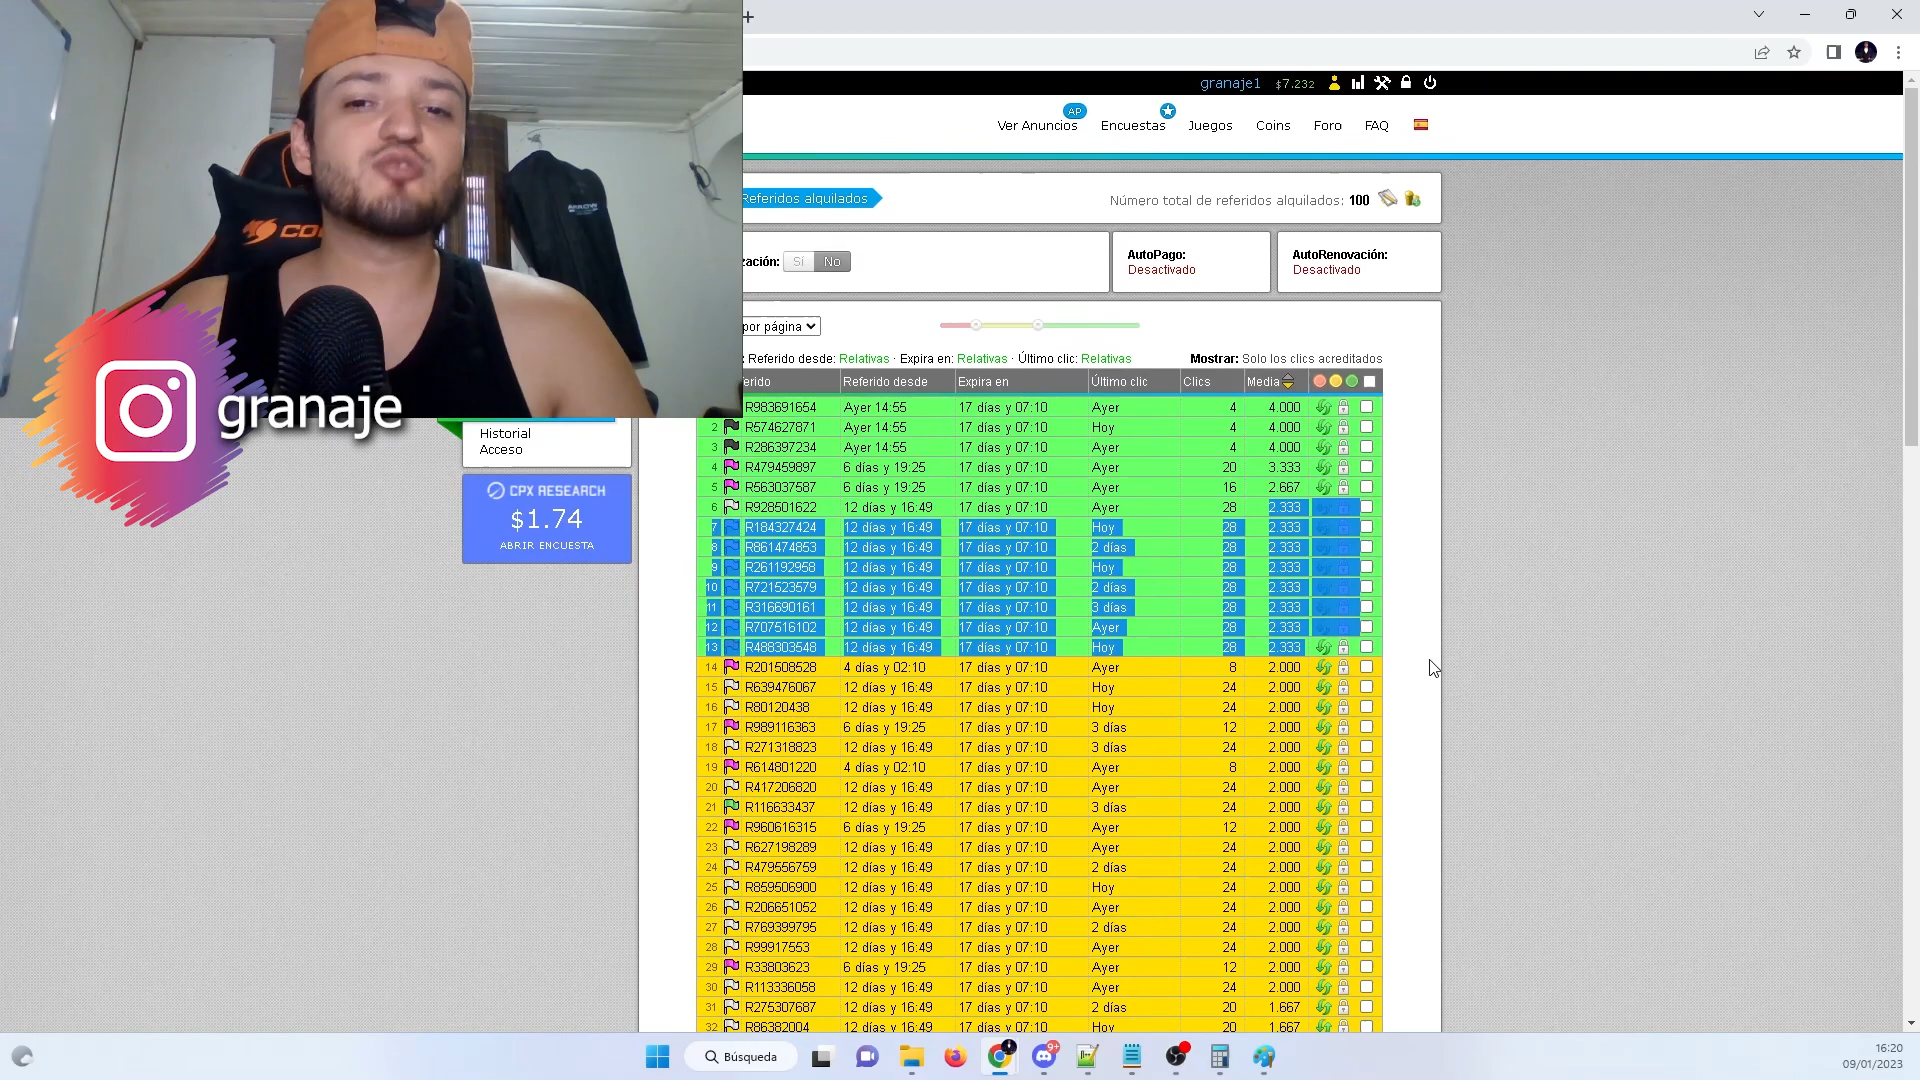 granaje1 $7.232
AP
Ver Anuncios Encuestas Juegos Coins Foro FAQ
Referidos alquilados
Número total de referidos alquilados: 100
zación: Sí No
AutoPago:
Desactivado
AutoRenovación:
Desactivado
por página
Referido desde: Relativas · Expira en: Relativas · Último clic: Relativas
Mostrar: Solo los clics acreditados
erido Referido desde Expira en Último clic Clics Media
R983691654 Ayer 14:55 17 días y 07:10 Ayer 4 4.000
2 R574627871 Ayer 14:55 17 días y 07:10 Hoy 4 4.000
3 R286397234 Ayer 14:55 17 días y 07:10 Ayer 4 4.000
4 R479459897 6 días y 19:25 17 días y 07:10 Ayer 20 3.333
5 R563037587 6 días y 19:25 17 días y 07:10 Ayer 16 2.667
6 R928501622 12 días y 16:49 17 días y 07:10 Ayer 28 2.333
7 R184327424 12 días y 16:49 17 días y 07:10 Hoy 28 2.333
8 R861474853 12 días y 16:49 17 días y 07:10 2 días 28 2.333
9 R261192958 12 días y 16:49 17 días y 07:10 Hoy 28 2.333
10 R721523579 12 días y 16:49 17 días y 07:10 2 días 28 2.333
11 R316690161 12 días y 16:49 17 días y 07:10 3 días 28 2.333
12 R707516102 12 días y 16:49 17 días y 07:10 Ayer 28 2.333
13 R488303548 12 días y 16:49 17 días y 07:10 Hoy 28 2.333
14 R201508528 4 días y 02:10 17 días y 07:10 Ayer 8 2.000
15 R639476067 12 días y 16:49 17 días y 07:10 Hoy 24 2.000
16 R80120438 12 días y 16:49 17 días y 07:10 Hoy 24 2.000
17 R989116363 6 días y 19:25 17 días y 07:10 3 días 12 2.000
18 R271318823 12 días y 16:49 17 días y 07:10 3 días 24 2.000
19 R614801220 4 días y 02:10 17 días y 07:10 Ayer 8 2.000
20 R417206820 12 días y 16:49 17 días y 07:10 Ayer 24 2.000
21 R116633437 12 días y 16:49 17 días y 07:10 3 días 24 2.000
22 R960616315 6 días y 19:25 17 días y 07:10 Ayer 12 2.000
23 R627198289 12 días y 16:49 17 días y 07:10 Ayer 24 2.000
24 R479556759 12 días y 16:49 17 días y 07:10 2 días 24 2.000
25 R859506900 12 días y 16:49 17 días y 07:10 Hoy 24 2.000
26 R206651052 12 días y 16:49 17 días y 07:10 Ayer 24 2.000
27 R769399795 12 días y 16:49 17 días y 07:10 2 días 24 2.000
28 R99917553 12 días y 16:49 17 días y 07:10 Ayer 24 2.000
29 R33803623 6 días y 19:25 17 días y 07:10 Ayer 12 2.000
30 R113336058 12 días y 16:49 17 días y 07:10 Ayer 24 2.000
31 R275307687 12 días y 16:49 17 días y 07:10 2 días 20 1.667
32 R86382004 12 días y 16:49 17 días y 07:10 Hoy 20 1.667
granaje
Historial
Acceso
CPX RESEARCH
$1.74
ABRIR ENCUESTA
Búsqueda
9+
16:20
09/01/2023